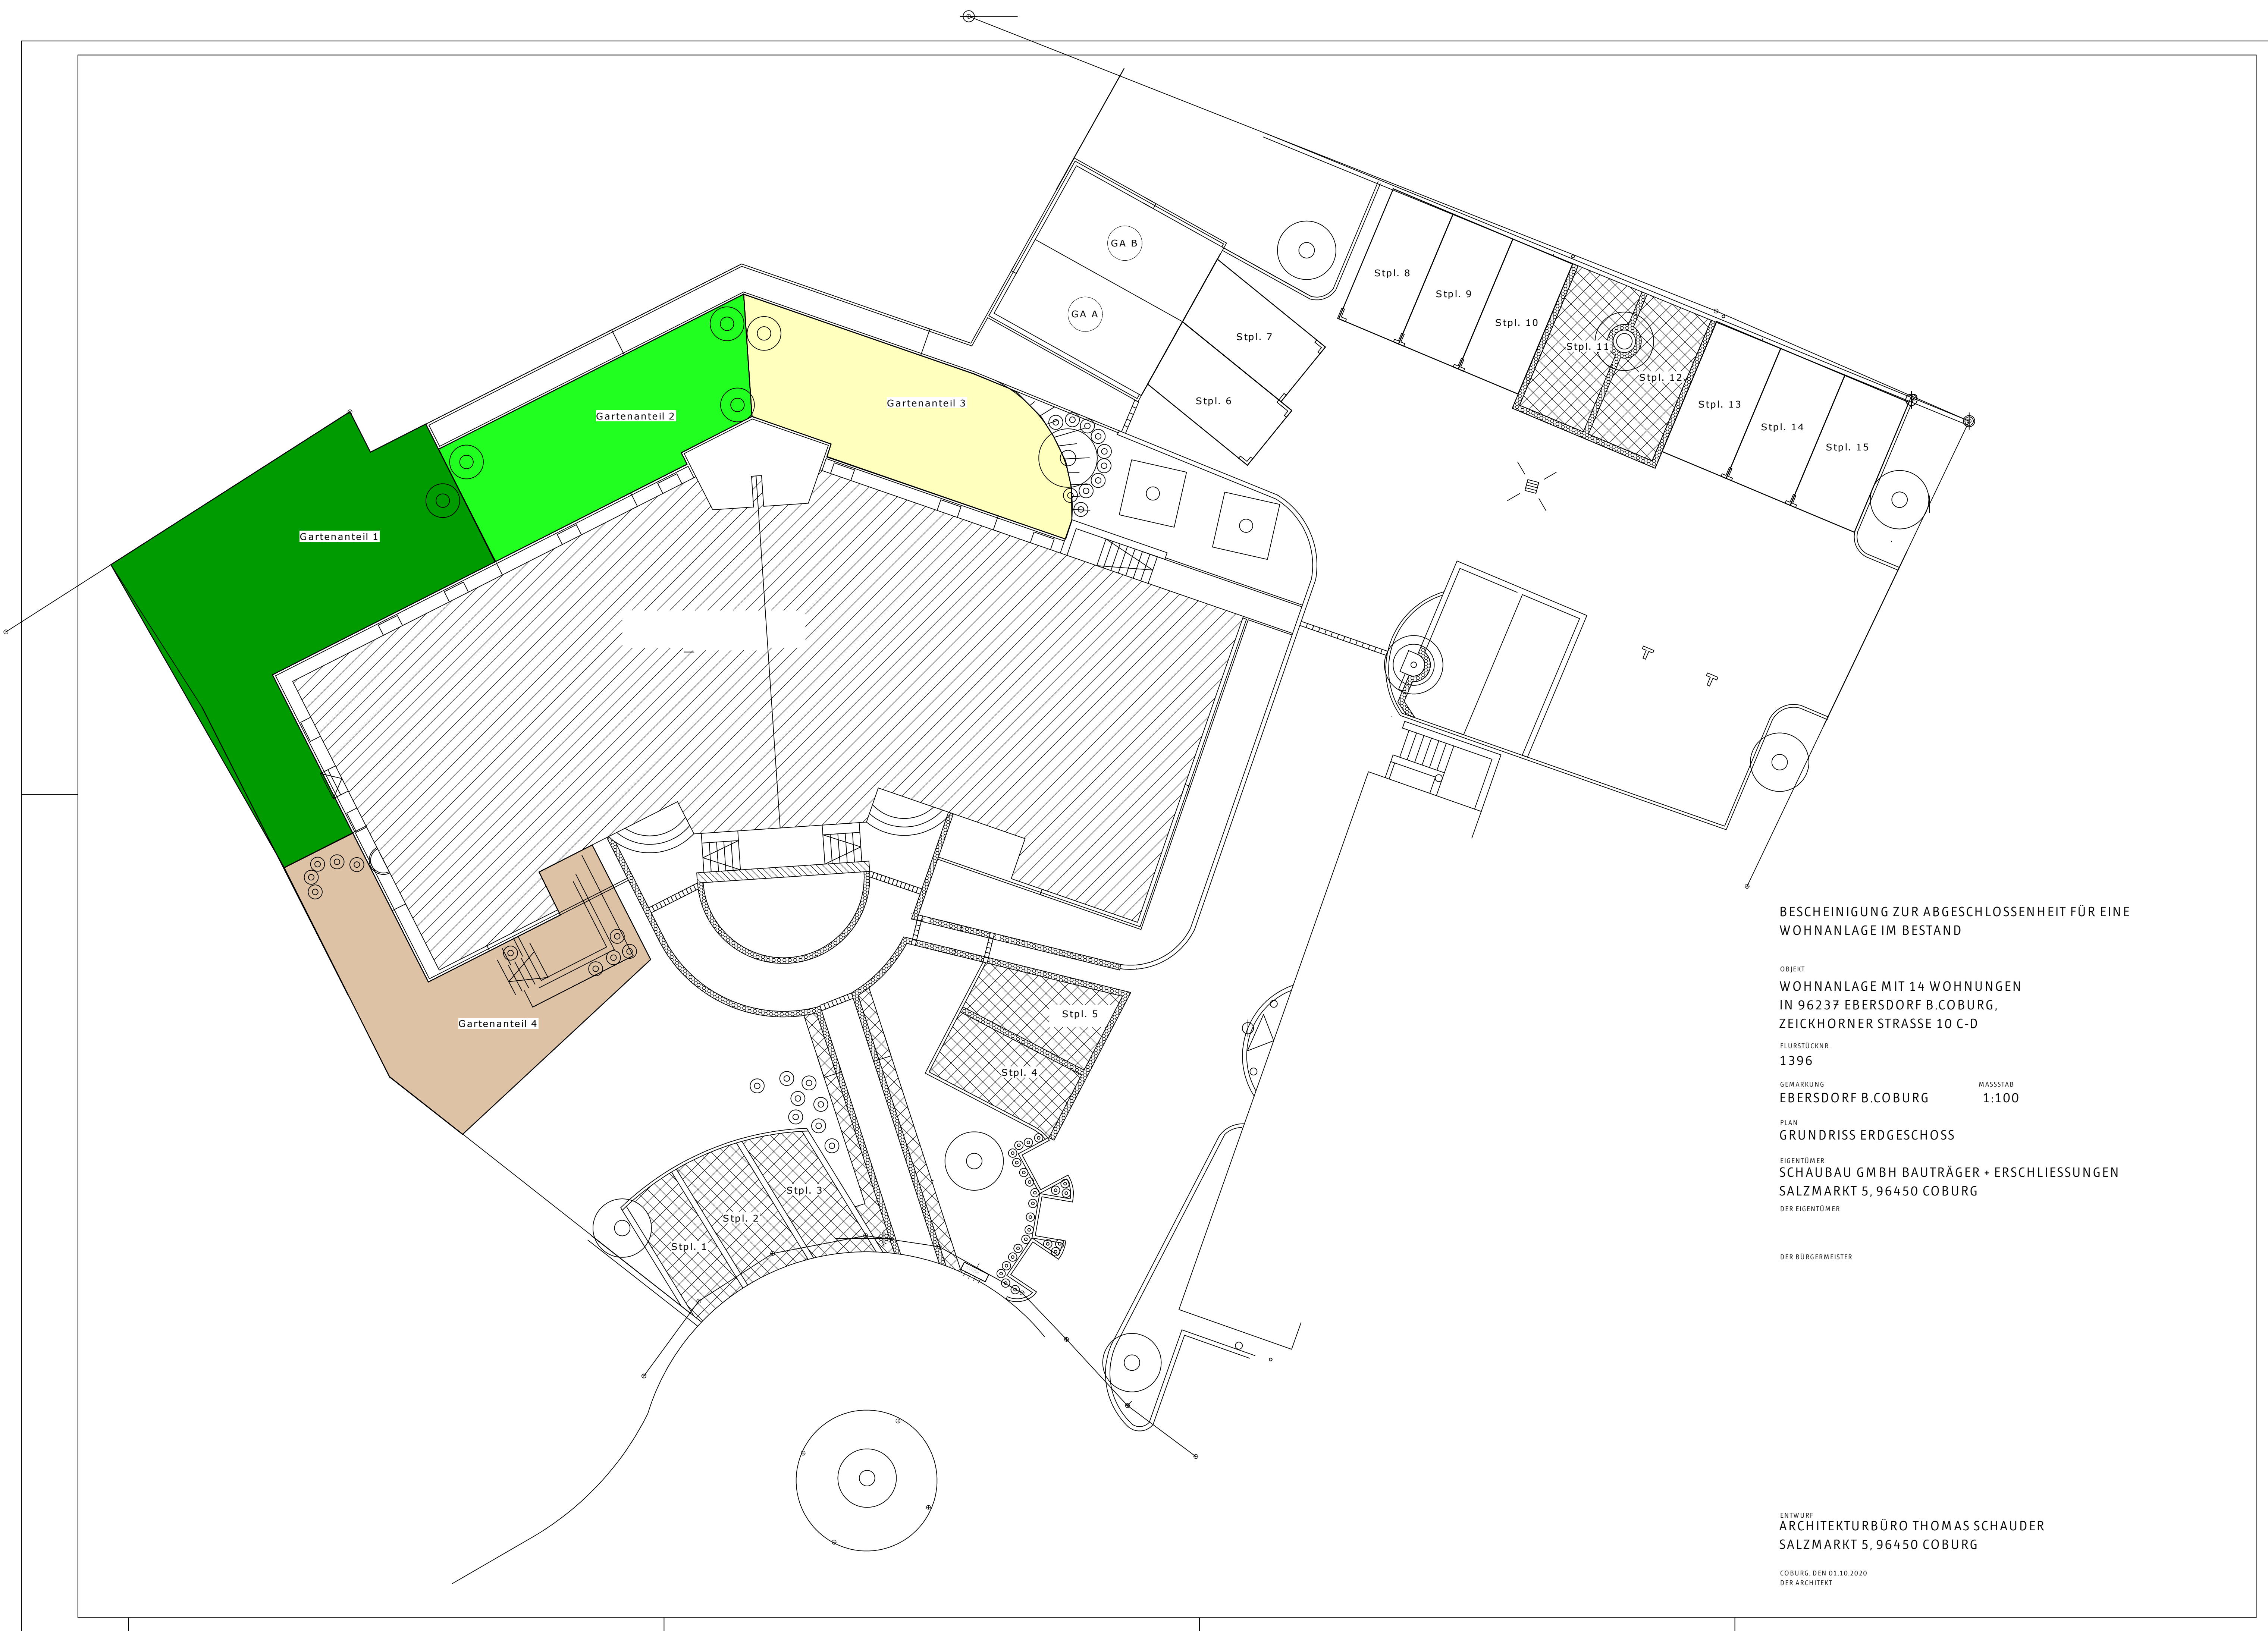 GA B
GA A
Stpl. 8
Stpl. 9
Stpl. 10
Stpl. 11
Stpl. 12
Stpl. 13
Stpl. 14
Stpl. 15
Stpl. 7
Stpl. 6
Gartenanteil 3
Gartenanteil 2
Gartenanteil 1
Gartenanteil 4
Stpl. 5
Stpl. 4
Stpl. 3
Stpl. 2
Stpl. 1
BESCHEINIGUNG ZUR ABGESCHLOSSENHEIT FÜR EINE
WOHNANLAGE IM BESTAND
OBJEKT
WOHNANLAGE MIT 14 WOHNUNGEN
IN 96237 EBERSDORF B.COBURG,
ZEICKHORNER STRASSE 10 C-D
FLURSTÜCKNR.
1396
GEMARKUNG MASSSTAB
EBERSDORF B.COBURG 1:100
PLAN
GRUNDRISS ERDGESCHOSS
EIGENTÜMER
SCHAUBAU GMBH BAUTRÄGER + ERSCHLIESSUNGEN
SALZMARKT 5, 96450 COBURG
DER EIGENTÜMER
DER BÜRGERMEISTER
ENTWURF
ARCHITEKTURBÜRO THOMAS SCHAUDER
SALZMARKT 5, 96450 COBURG
COBURG, DEN 01.10.2020
DER ARCHITEKT